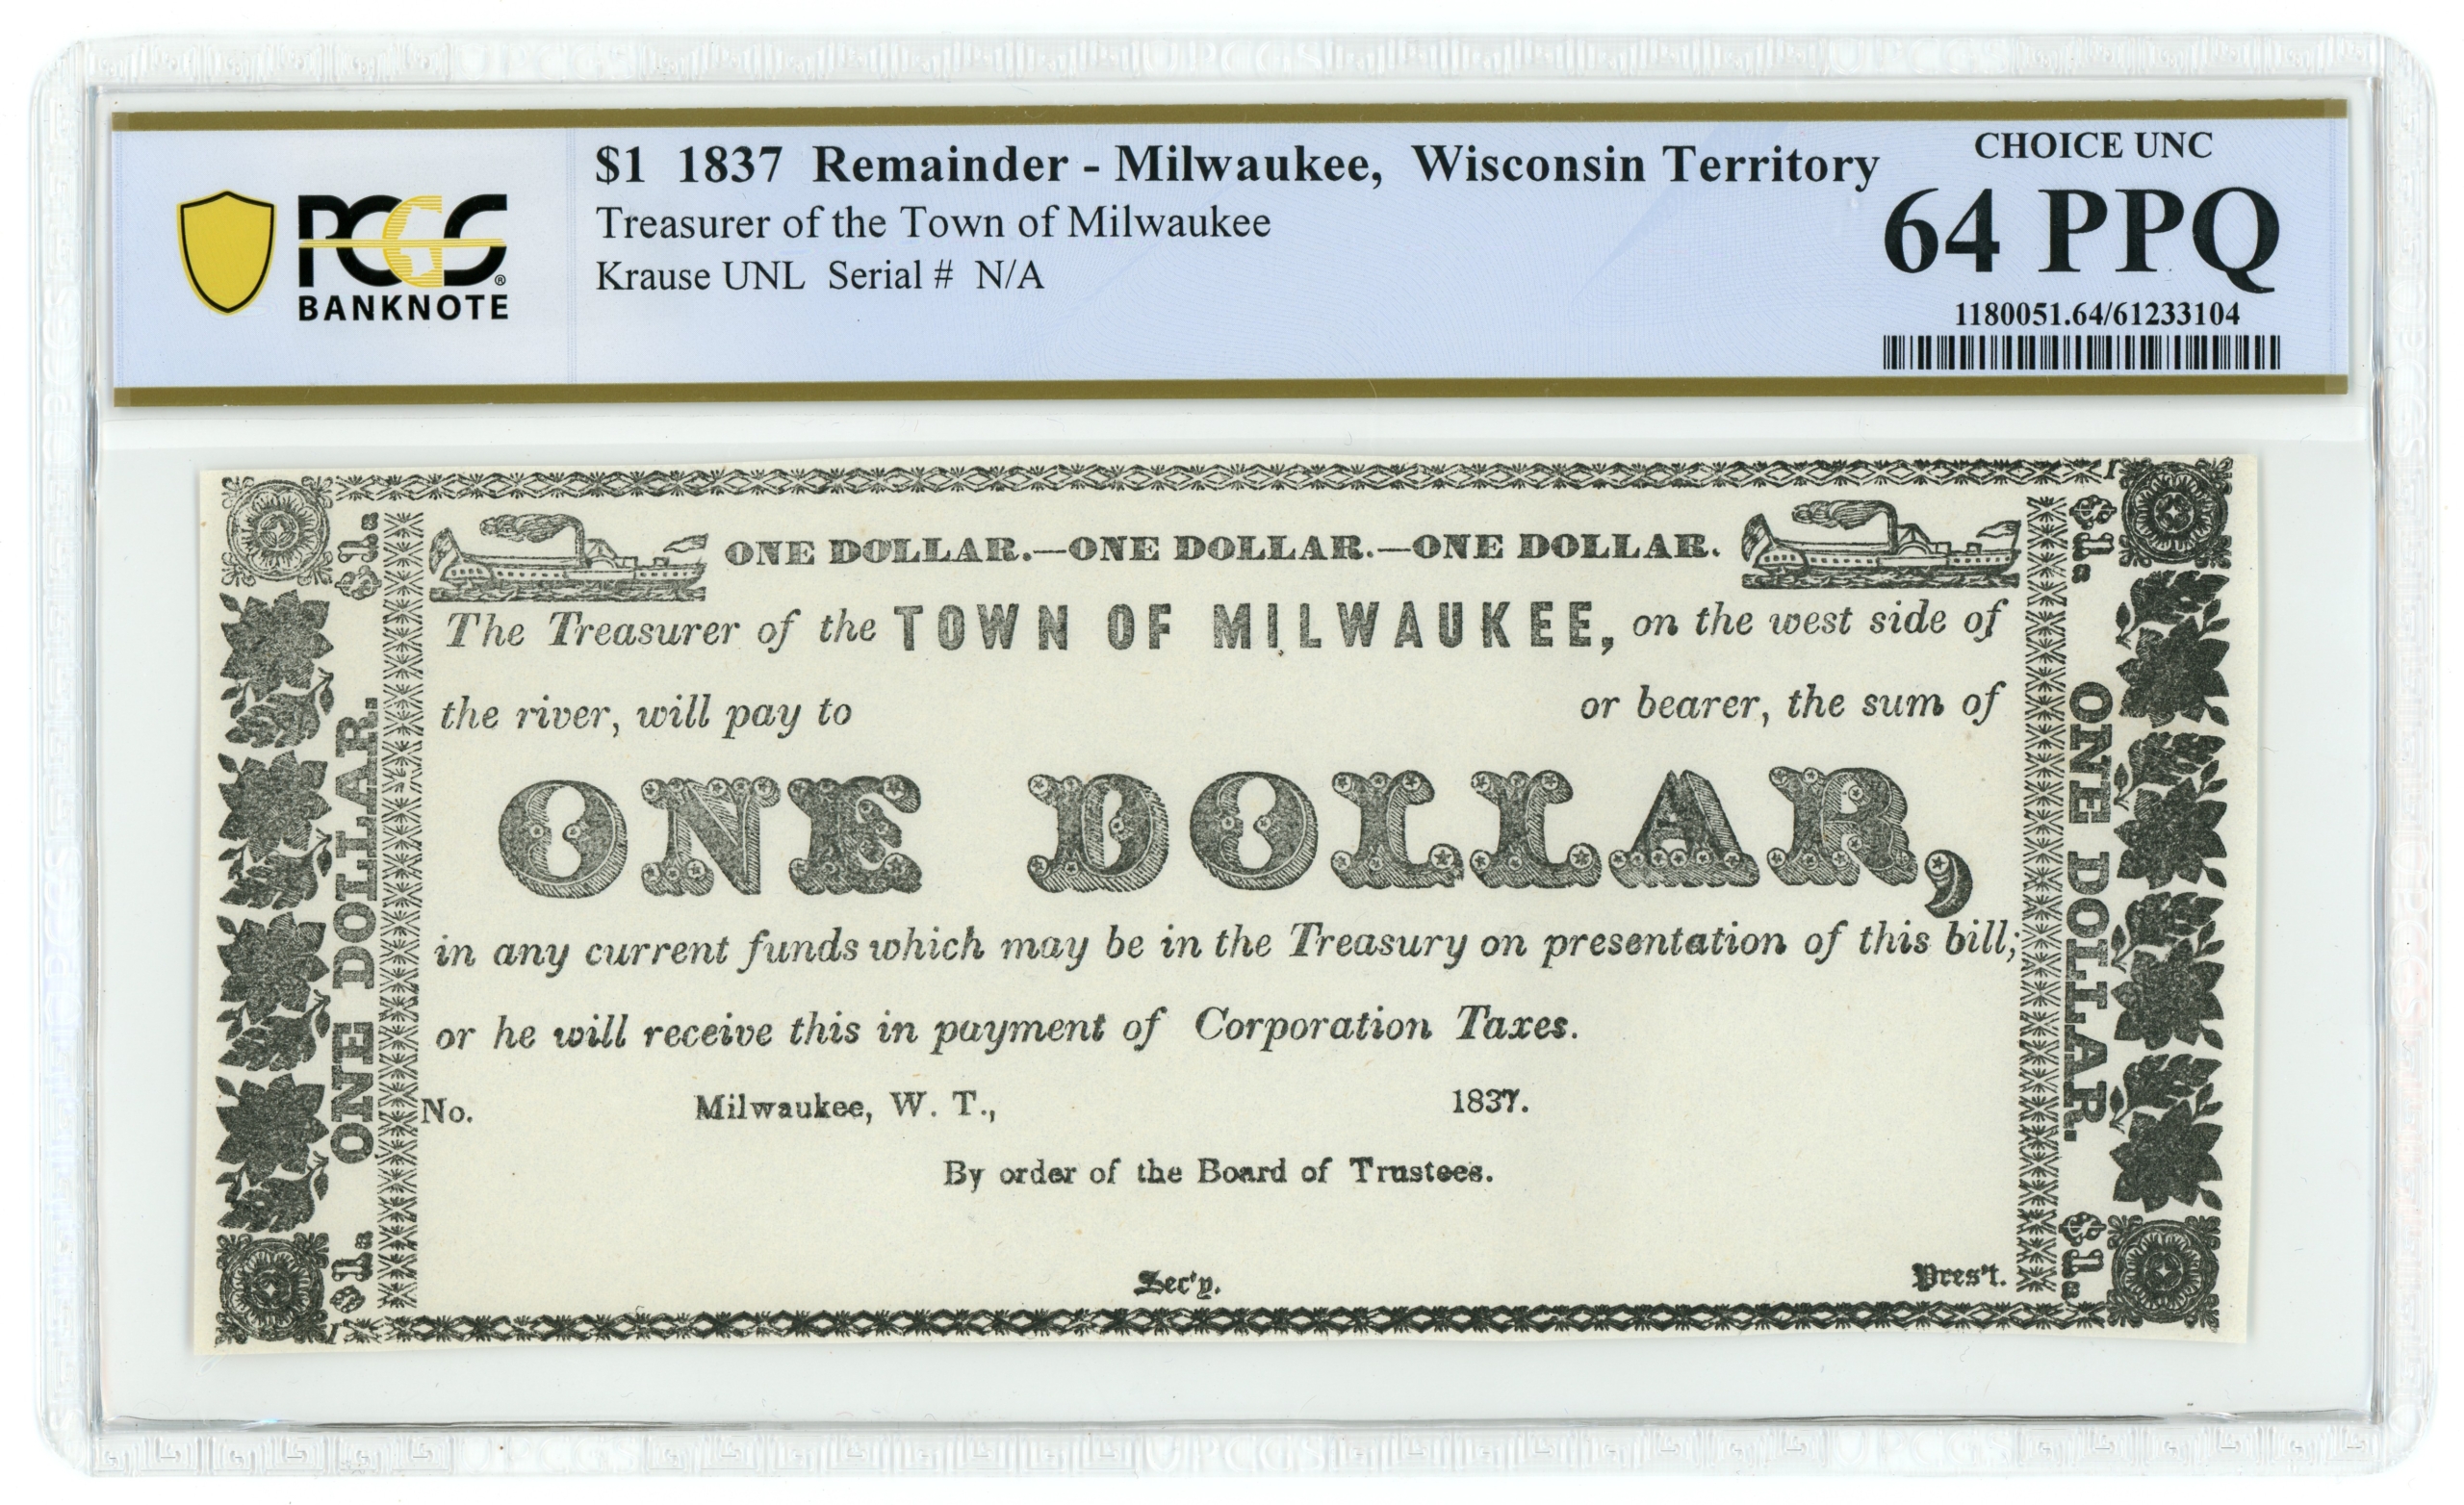 PCGS
BANKNOTE
$1 1837 Remainder - Milwaukee, Wisconsin Territory
Treasurer of the Town of Milwaukee
Krause UNL Serial # N/A
CHOICE UNC
64 PPQ
1180051.64/61233104
$1.
ONE DOLLAR.
$1.
ONE DOLLAR.—ONE DOLLAR.—ONE DOLLAR.
The Treasurer of the TOWN OF MILWAUKEE, on the west side of
the river, will pay to or bearer, the sum of
ONE DOLLAR,
in any current funds which may be in the Treasury on presentation of this bill;
or he will receive this in payment of Corporation Taxes.
No. Milwaukee, W. T., 1837.
By order of the Board of Trustees.
Sec'y. Pres't.
$1.
ONE DOLLAR.
$1.